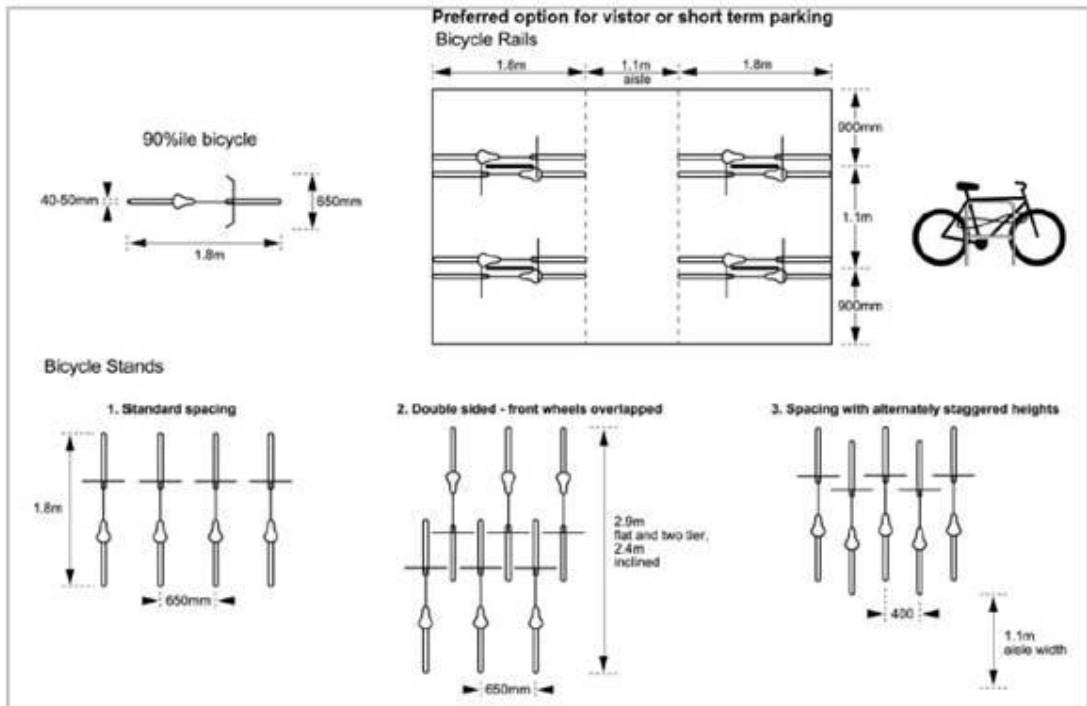 Preferred option for vistor or short term parking
Bicycle Rails
1.8m
1.1m
aisle
1.8m
900mm
1.1m
900mm
90%ile bicycle
40-50mm
650mm
1.8m
Bicycle Stands
1. Standard spacing
1.8m
650mm
2. Double sided - front wheels overlapped
2.9m
flat and two tier,
2.4m
inclined
650mm
3. Spacing with alternately staggered heights
400
1.1m
aisle width